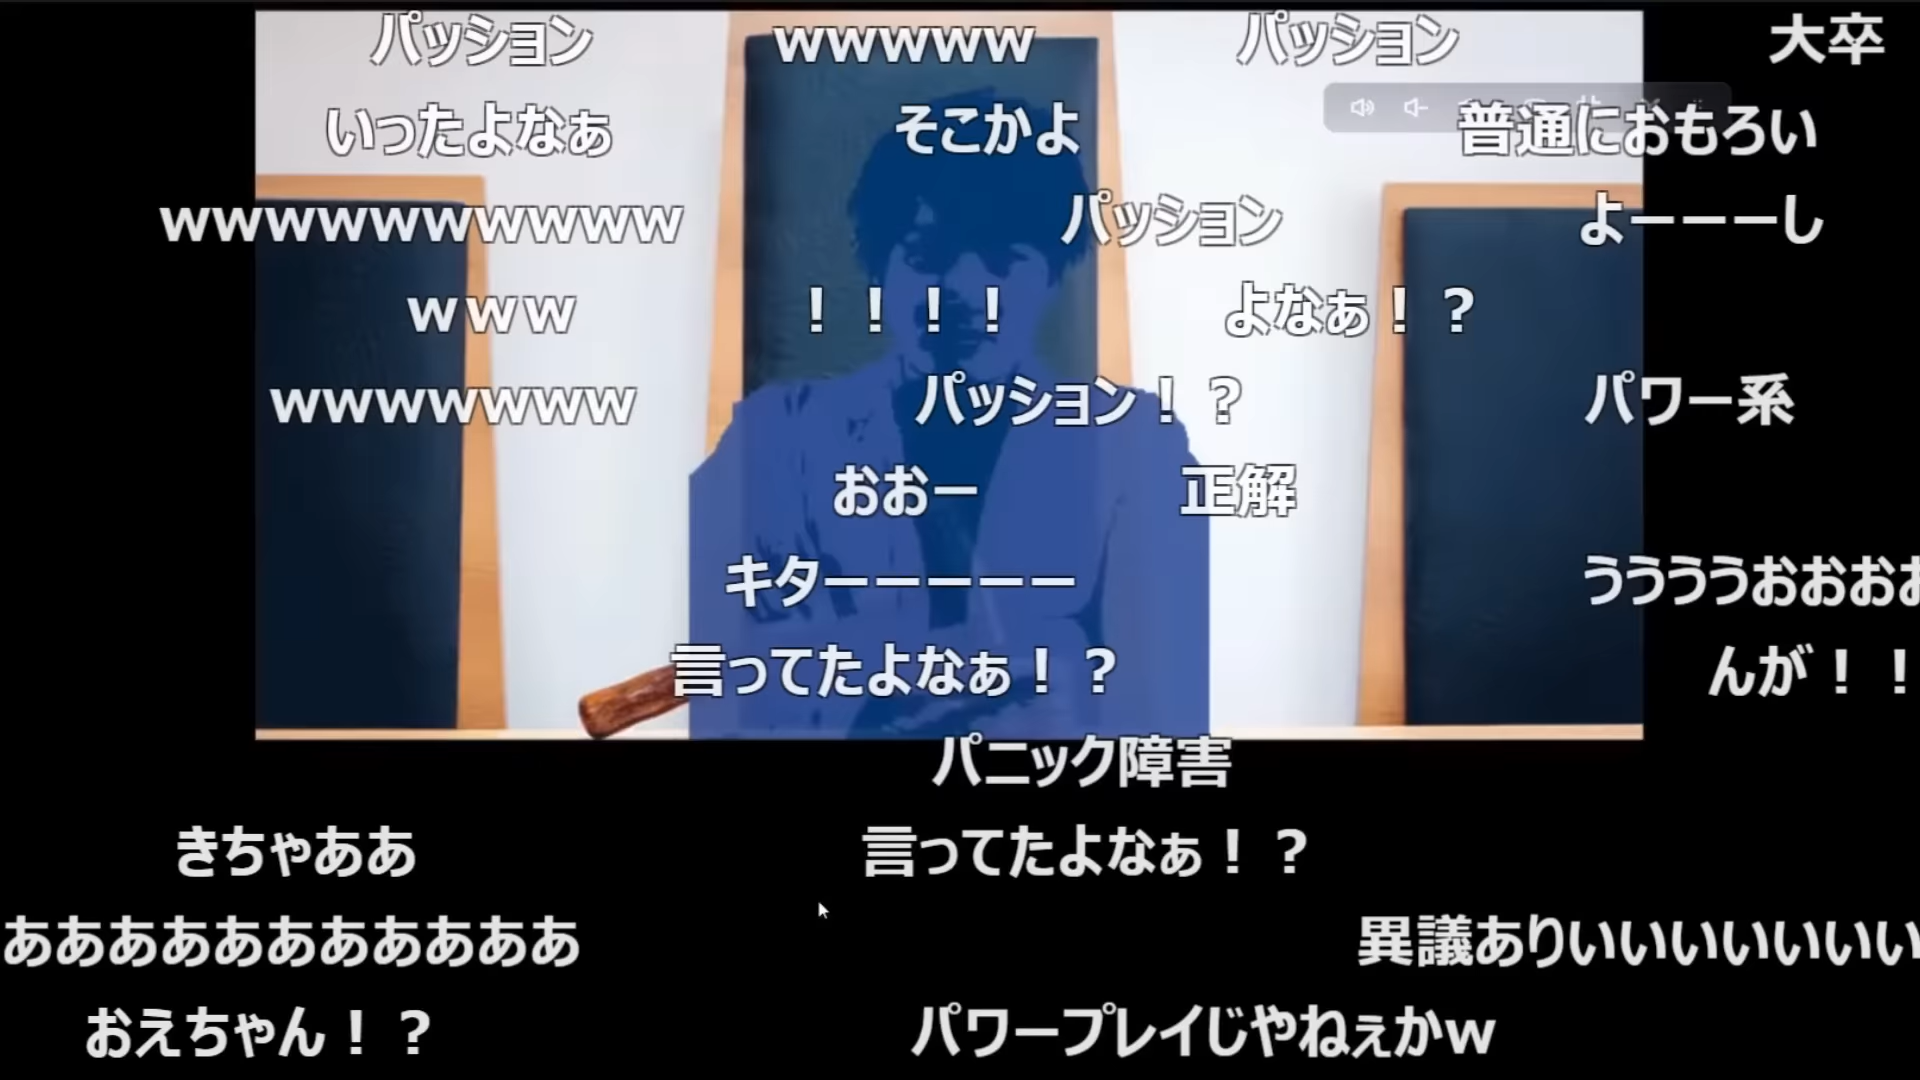 パッション wwwww パッション 大卒
いったよなぁ そこかよ 普通におもろい
wwwwwwwwww パッション よーーーし
ｗｗｗ ！！！！ よなぁ！？
wwwwwww パッション！？ パワー系
おおー 正解
キターーーーー ううううおおおお
言ってたよなぁ！？ んが！！
パニック障害
きちゃああ 言ってたよなぁ！？
あああああああああああ 異議ありいいいいいいい
おえちゃん！？ パワープレイじやねぇかw